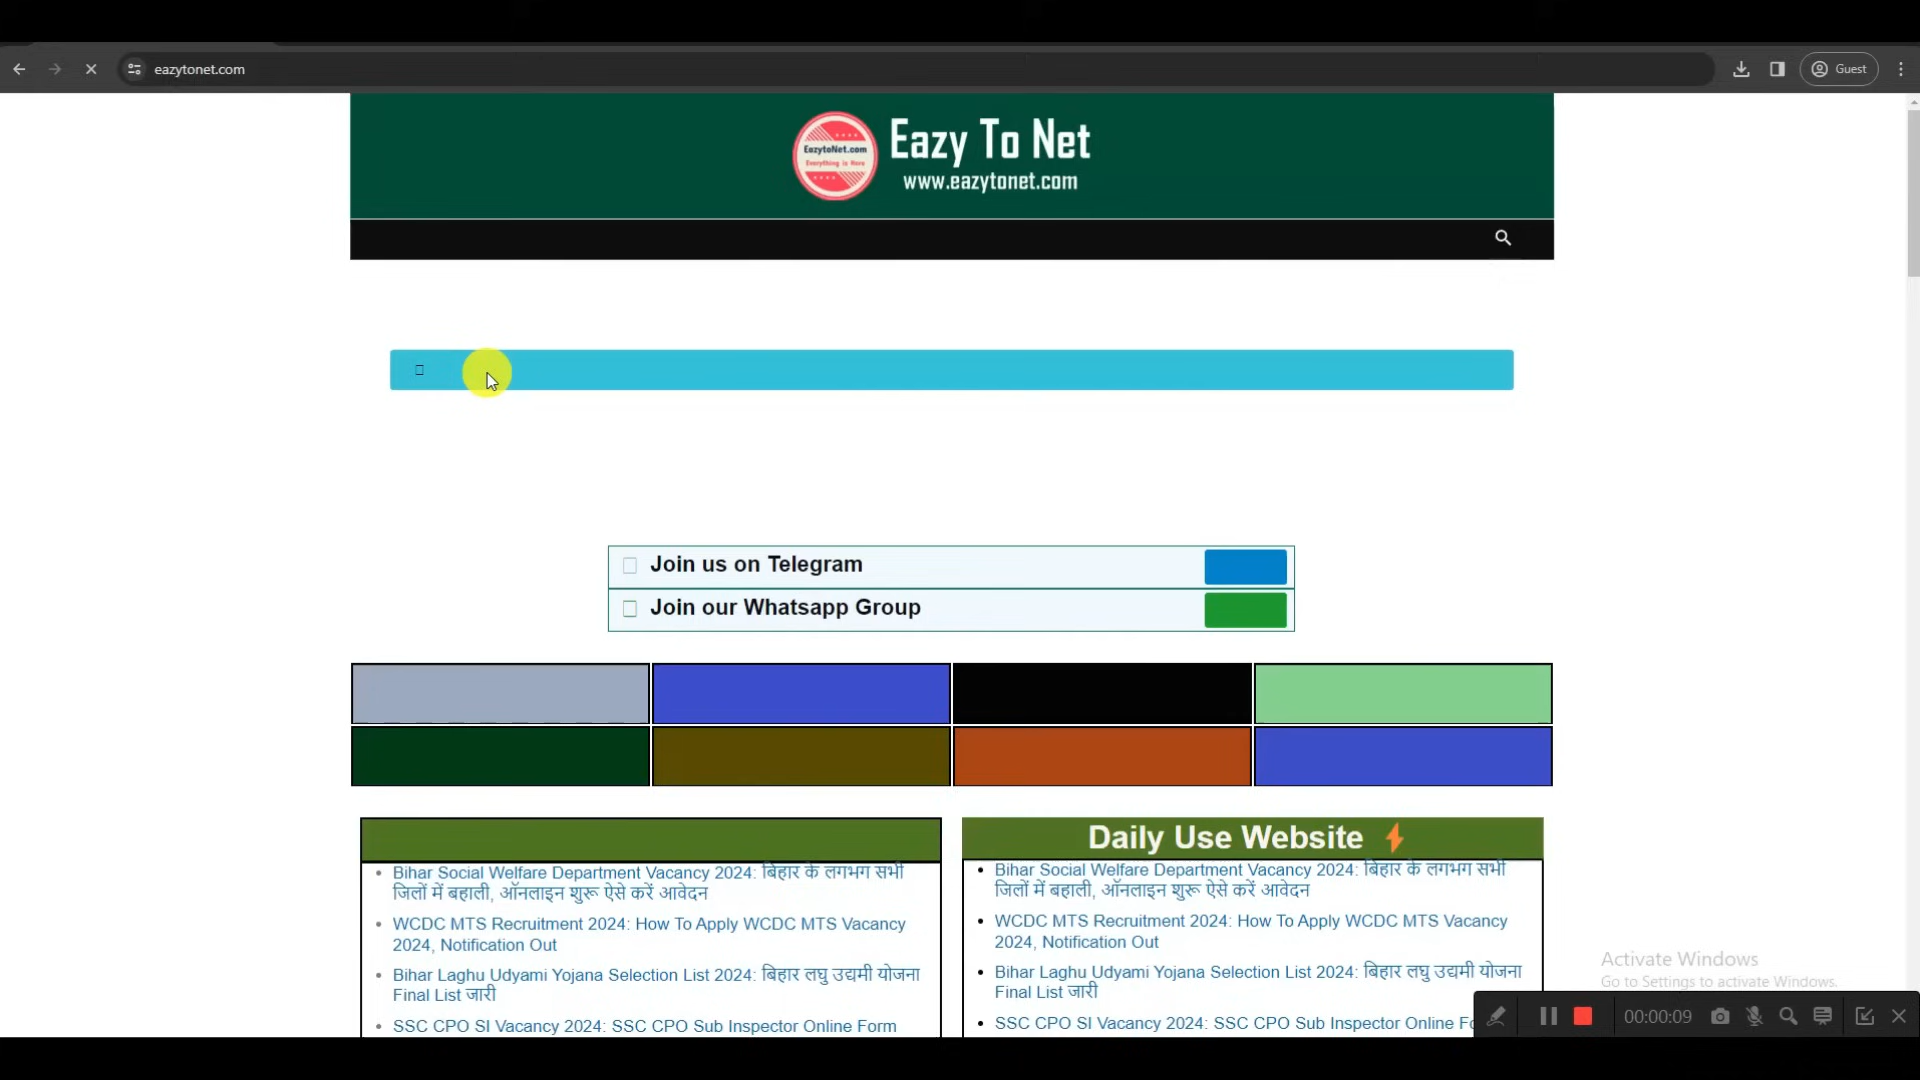 eazytonet.com
Guest
EazytoNet.com
Everything is Here
Eazy To Net
www.eazytonet.com
Join us on Telegram
Join our Whatsapp Group
Daily Use Website
Bihar Social Welfare Department Vacancy 2024: बिहार के लगभग सभी
जिलों में बहाली, ऑनलाइन शुरू ऐसे करें आवेदन
WCDC MTS Recruitment 2024: How To Apply WCDC MTS Vacancy
2024, Notification Out
Bihar Laghu Udyami Yojana Selection List 2024: बिहार लघु उद्यमी योजना
Final List जारी
SSC CPO SI Vacancy 2024: SSC CPO Sub Inspector Online Form
Bihar Social Welfare Department Vacancy 2024: बिहार के लगभग सभी
जिलों में बहाली, ऑनलाइन शुरू ऐसे करें आवेदन
WCDC MTS Recruitment 2024: How To Apply WCDC MTS Vacancy
2024, Notification Out
Bihar Laghu Udyami Yojana Selection List 2024: बिहार लघु उद्यमी योजना
Final List जारी
SSC CPO SI Vacancy 2024: SSC CPO Sub Inspector Online Fo
Activate Windows
Go to Settings to activate Windows.
00:00:09